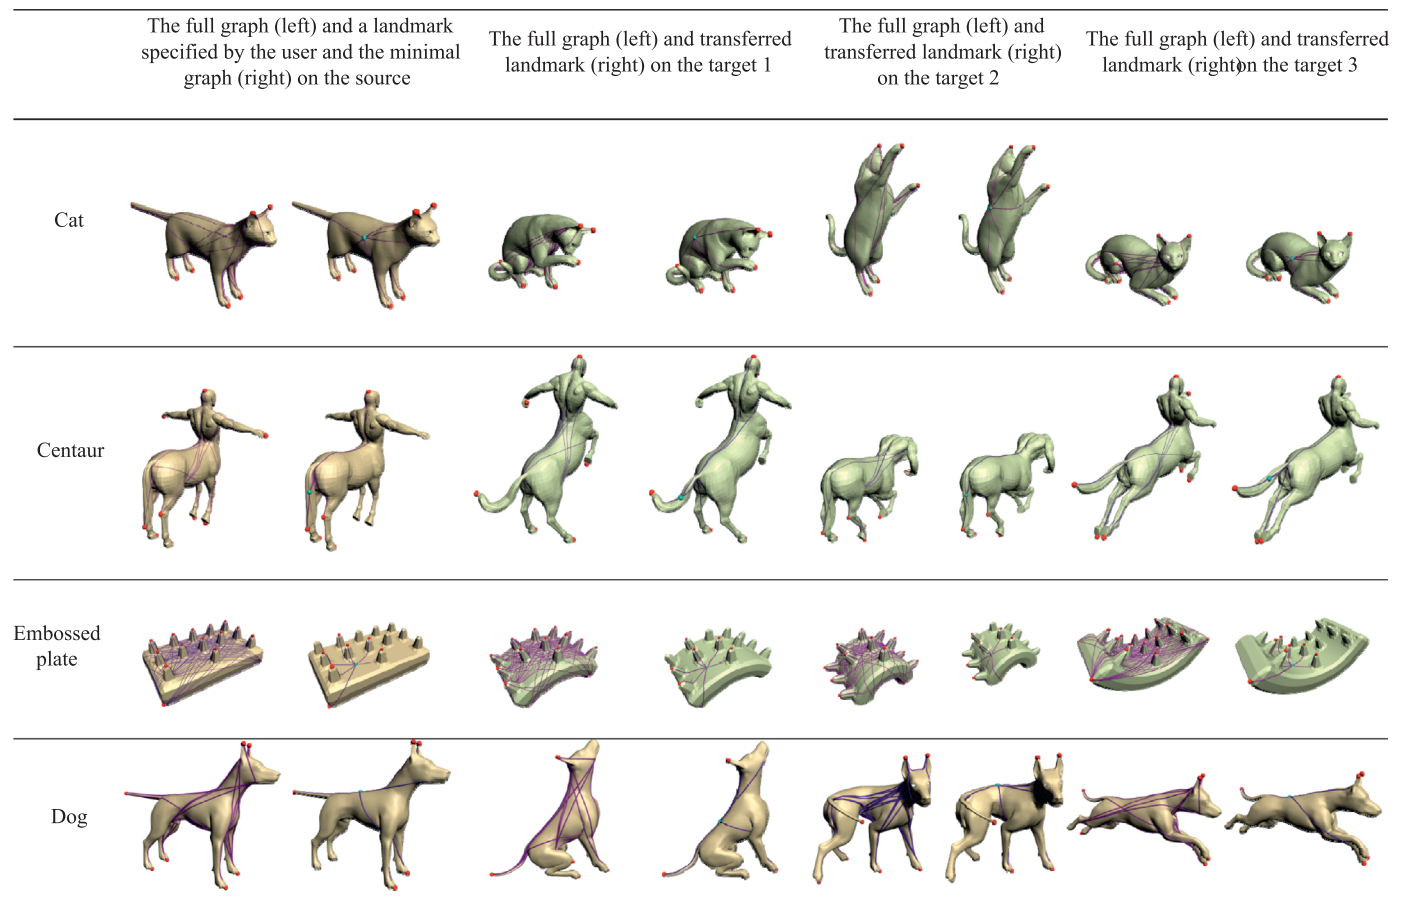 The full graph (left) and a landmark
specified by the user and the minimal
graph (right) on the source
The full graph (left) and transferred
landmark (right) on the target 1
The full graph (left) and
transferred landmark (right)
on the target 2
The full graph (left) and transferred
landmark (right)on the target 3
Cat
Centaur
Embossed
plate
Dog